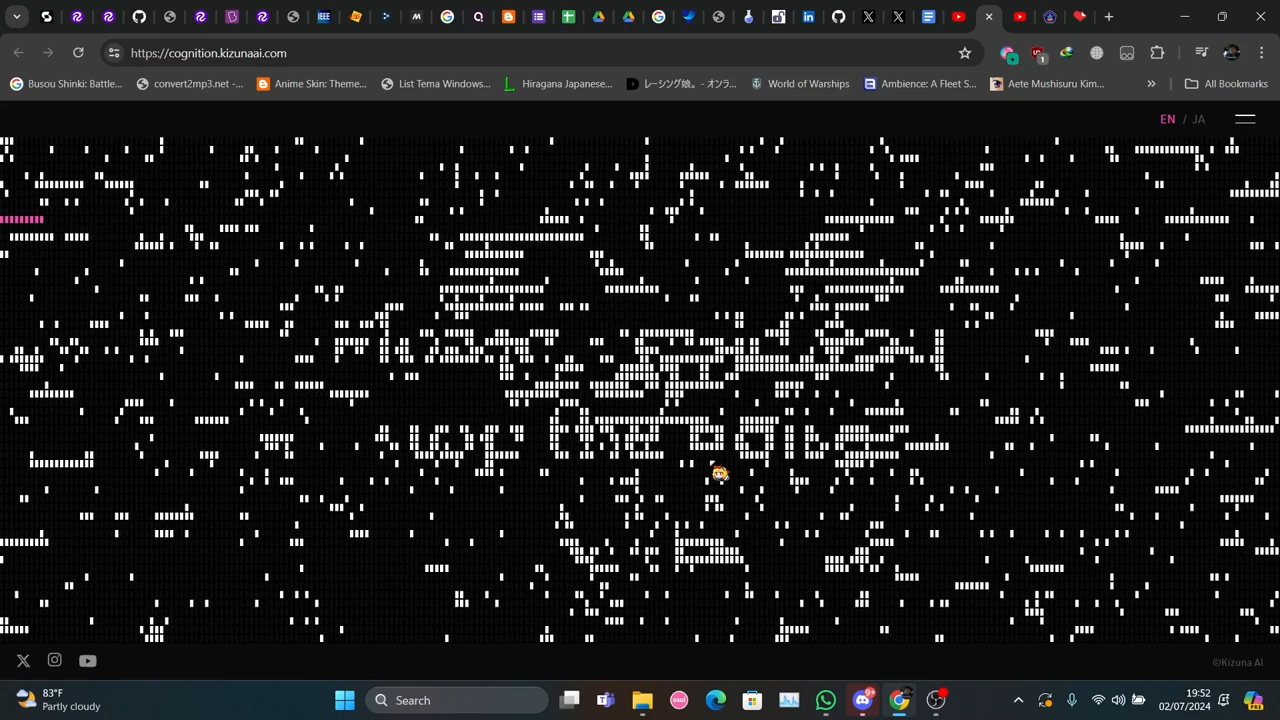 https://cognition.kizunaai.com
Busou Shinki: Battle...
convert2mp3.net -...
Anime Skin: Theme...
List Tema Windows...
Hiragana Japanese...
レーシング娘。- オンラ...
World of Warships
Ambience: A Fleet S...
Aete Mushisuru Kim...
All Bookmarks
EN / JA
©Kizuna AI
83°F
Partly cloudy
Search
19:52
02/07/2024